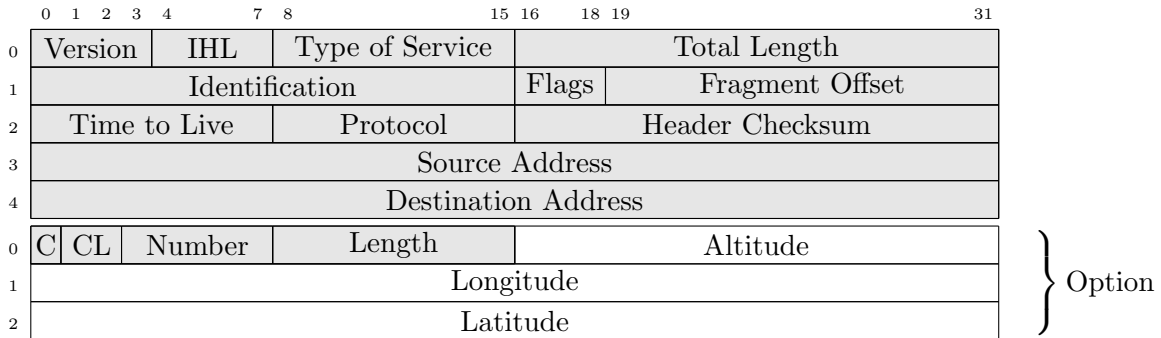 0 1 2 3 4 7 8 15 16 18 19 31
0 Version IHL Type of Service Total Length
1 Identification Flags Fragment Offset
2 Time to Live Protocol Header Checksum
3 Source Address
4 Destination Address
0 C CL Number Length Altitude
1 Longitude Option
2 Latitude